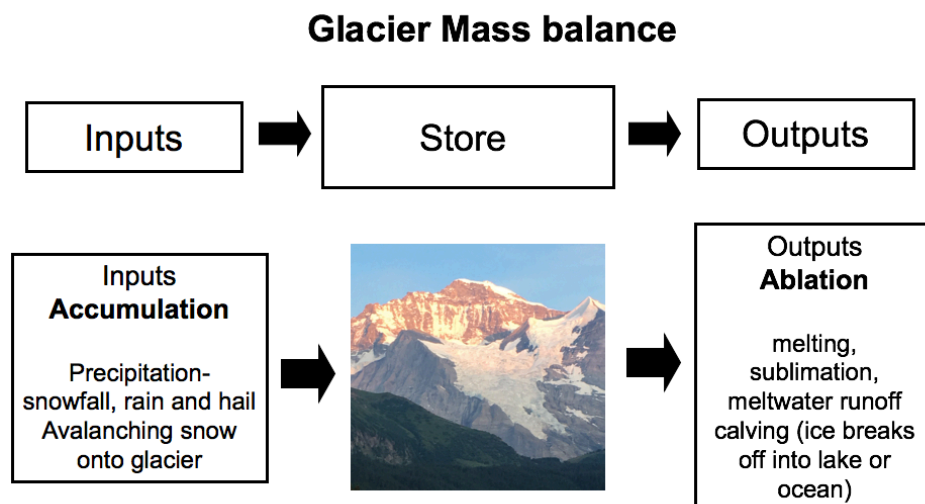 Glacier Mass balance
Inputs
Store
Outputs
Inputs
Accumulation
Precipitation-
snowfall, rain and hail
Avalanching snow
onto glacier
Outputs
Ablation
melting,
sublimation,
meltwater runoff
calving (ice breaks
off into lake or
ocean)